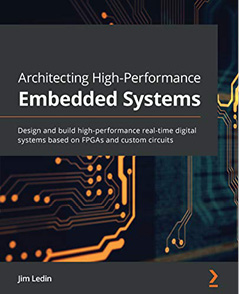 Architecting High-Performance
Embedded Systems
Design and build high-performance real-time digital
systems based on FPGAs and custom circuits
Jim Ledin